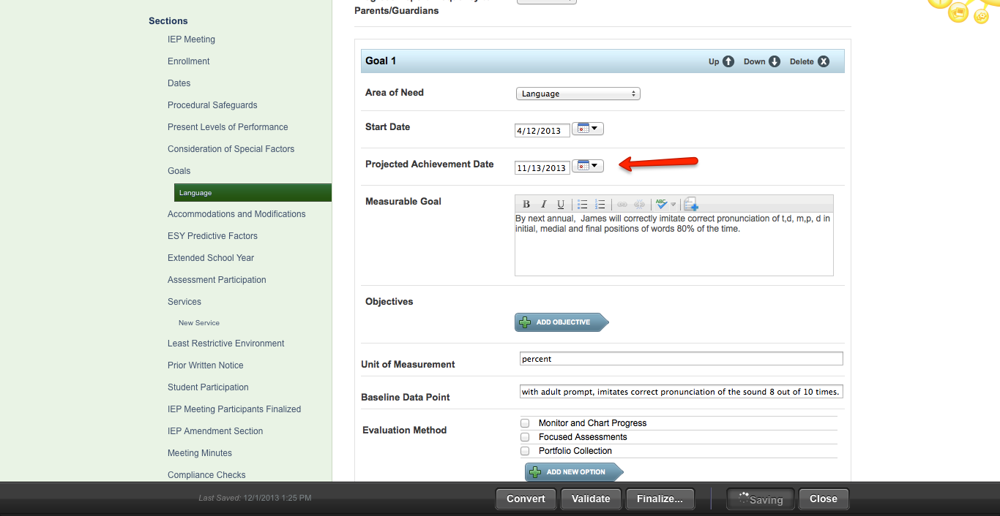 Parents/Guardians
Sections
IEP Meeting
Enrollment
Dates
Procedural Safeguards
Present Levels of Performance
Consideration of Special Factors
Goals
Language
Accommodations and Modifications
ESY Predictive Factors
Extended School Year
Assessment Participation
Services
New Service
Least Restrictive Environment
Prior Written Notice
Student Participation
IEP Meeting Participants Finalized
IEP Amendment Section
Meeting Minutes
Compliance Checks
Goal 1 Up Down Delete
Area of Need Language
Start Date 4/12/2013
Projected Achievement Date 11/13/2013
Measurable Goal B I U ABC
By next annual, James will correctly imitate correct pronunciation of t,d, m,p, d in
initial, medial and final positions of words 80% of the time.
Objectives
ADD OBJECTIVE
Unit of Measurement percent
Baseline Data Point with adult prompt, imitates correct pronunciation of the sound 8 out of 10 times.
Evaluation Method Monitor and Chart Progress
Focused Assessments
Portfolio Collection
ADD NEW OPTION
Last Saved: 12/1/2013 1:25 PM Convert Validate Finalize... Saving Close